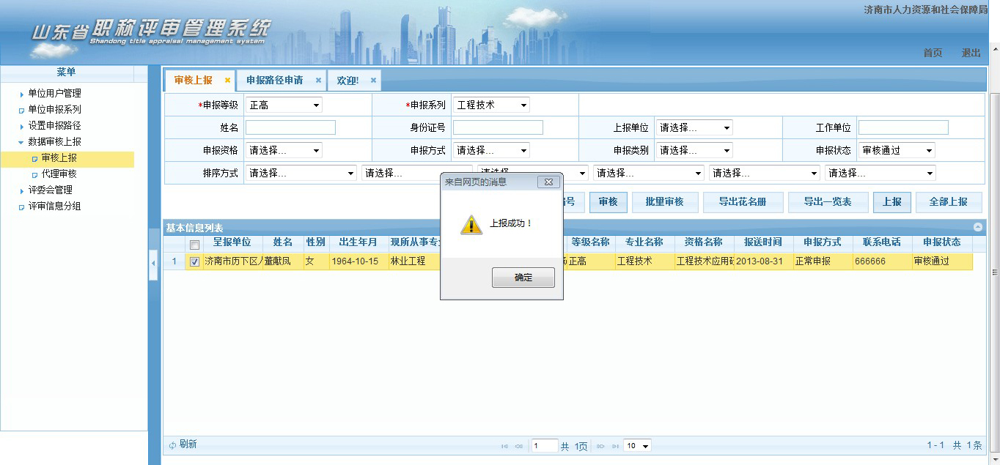 济南市人力资源和社会保障局
山东省职称评审管理系统
Shandong title appraisal management system
首页 退出
菜单
单位用户管理
单位申报系列
设置申报路径
数据审核上报
审核上报
代理审核
评委会管理
评审信息分组
审核上报 申报路径申请 欢迎!
*申报等级 正高 *申报系列 工程技术
姓名 身份证号 上报单位 请选择... 工作单位
申报资格 请选择... 申报方式 请选择... 申报类别 请选择... 申报状态 审核通过
排序方式 请选择... 请选择... 请选择... 请选择... 请选择... 请选择...
号 审核 批量审核 导出花名册 导出一览表 上报 全部上报
来自网页的消息
上报成功！
确定
基本信息列表
呈报单位 姓名 性别 出生年月 现所从事专 等级名称 专业名称 资格名称 报送时间 申报方式 联系电话 申报状态
1 济南市历下区人 董献凤 女 1964-10-15 林业工程 正高 工程技术 工程技术应用研 2013-08-31 正常申报 666666 审核通过
刷新 1 共 1页 10 1 - 1 共 1条